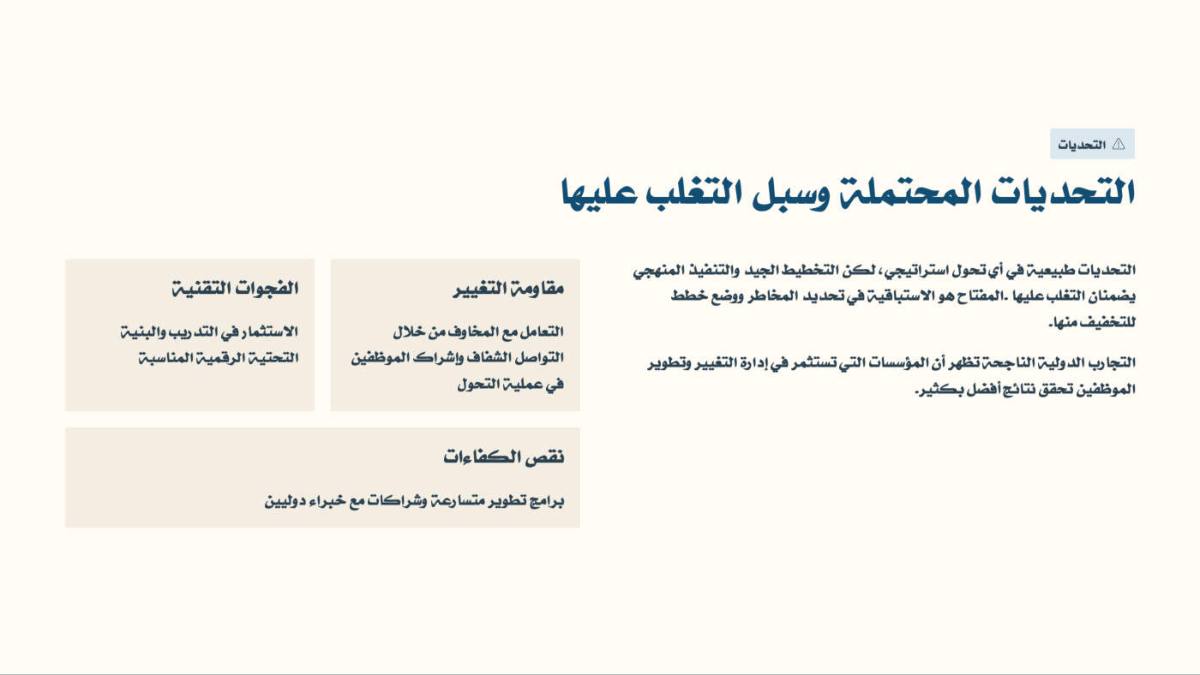 التحديات
التحديات المحتملة وسبل التغلب عليها
التحديات طبيعية في أي تحول استراتيجي، لكن التخطيط الجيد والتنفيذ المنهجي
يضمنان التغلب عليها .المفتاح هو الاستباقية في تحديد المخاطر ووضع خطط
للتخفيف منها.
التجارب الدولية الناجحة تظهر أن المؤسسات التي تستثمر في إدارة التغيير وتطوير
الموظفين تحقق نتائج أفضل بكثير.
مقاومة التغيير
التعامل مع المخاوف من خلال
التواصل الشفاف وإشراك الموظفين
في عملية التحول
الفجوات التقنية
الاستثمار في التدريب والبنية
التحتية الرقمية المناسبة
نقص الكفاءات
برامج تطوير متسارعة وشراكات مع خبراء دوليين